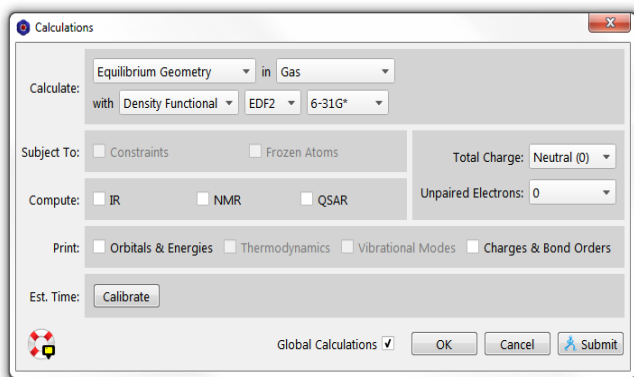 Calculations
Calculate: Equilibrium Geometry in Gas
with Density Functional EDF2 6-31G*
Subject To: Constraints Frozen Atoms
Total Charge: Neutral (0)
Compute: IR NMR QSAR
Unpaired Electrons: 0
Print: Orbitals & Energies Thermodynamics Vibrational Modes Charges & Bond Orders
Est. Time: Calibrate
Global Calculations OK Cancel Submit